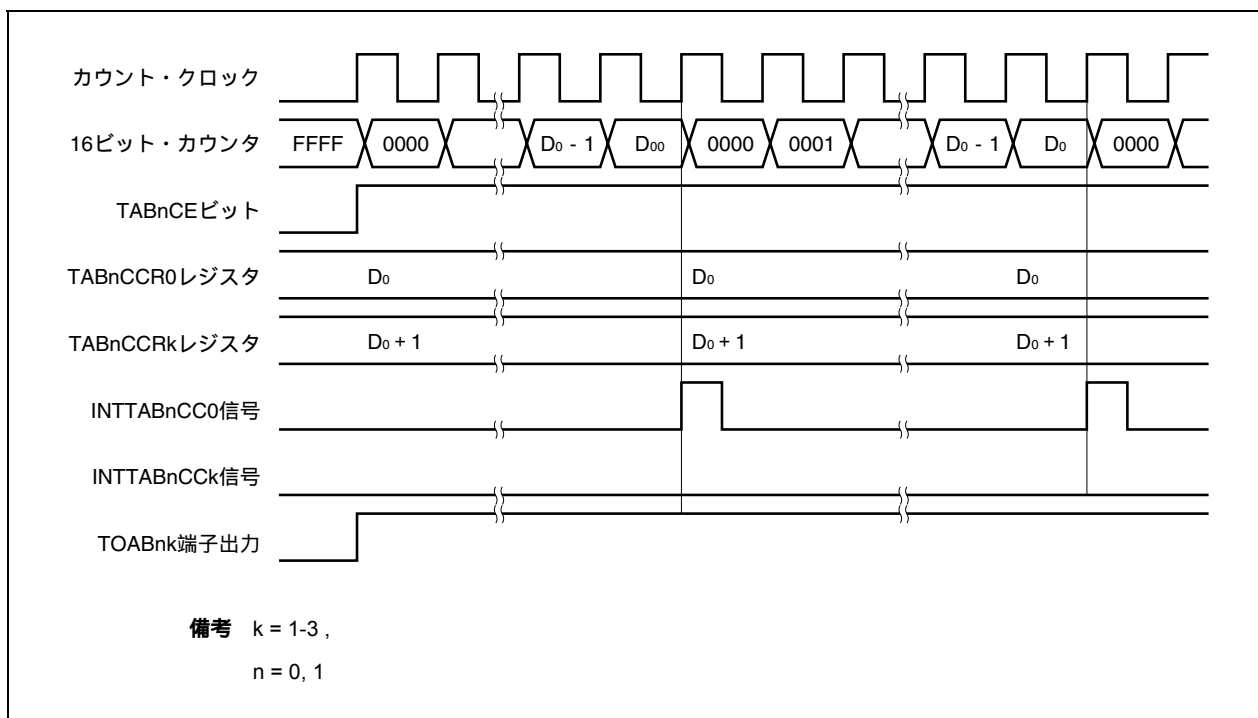 カウント・クロック
16ビット・カウンタ FFFF 0000 D0 - 1 D00 0000 0001 D0 - 1 D0 0000
TABnCEビット
TABnCCR0レジスタ D0 D0 D0
TABnCCRkレジスタ D0 + 1 D0 + 1 D0 + 1
INTTABnCC0信号
INTTABnCCk信号
TOABnk端子出力
備考 k = 1-3 ,
n = 0, 1